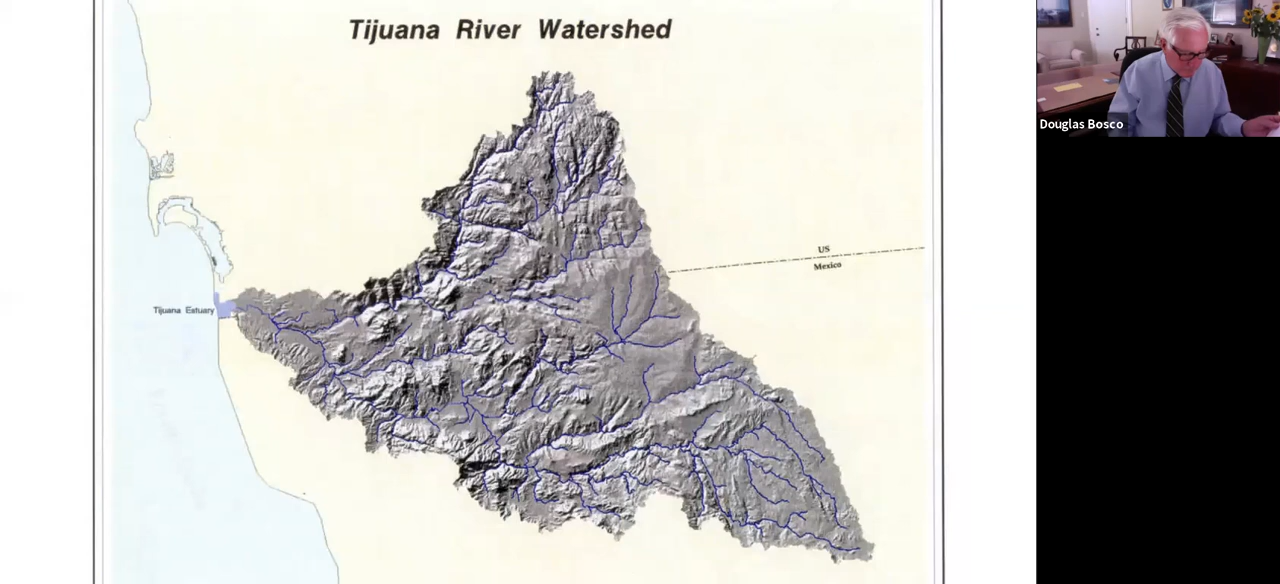 Tijuana River Watershed
Douglas Bosco
US
Mexico
Tijuana Estuary